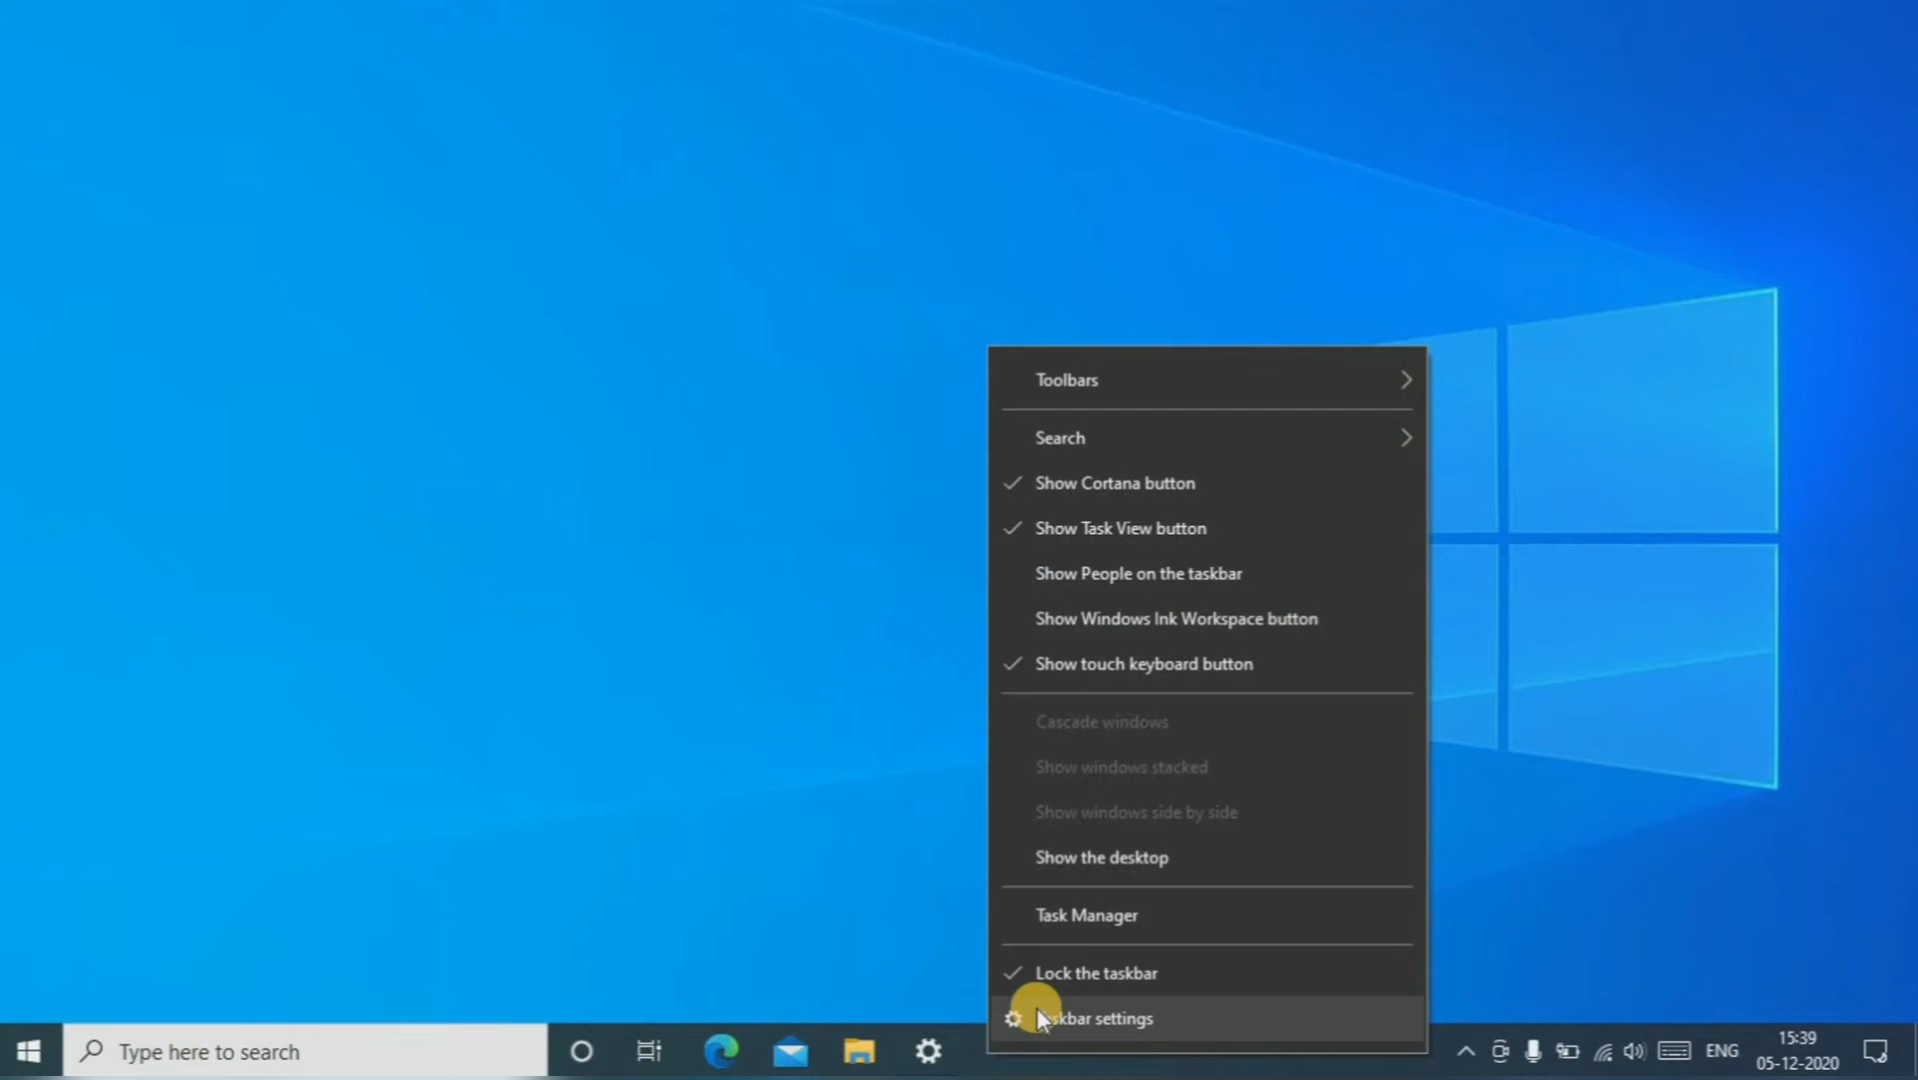 Toolbars
Search
Show Cortana button
Show Task View button
Show People on the taskbar
Show Windows Ink Workspace button
Show touch keyboard button
Cascade windows
Show windows stacked
Show windows side by side
Show the desktop
Task Manager
Lock the taskbar
settings
Type here to search
ENG
15:39
05-12-2020